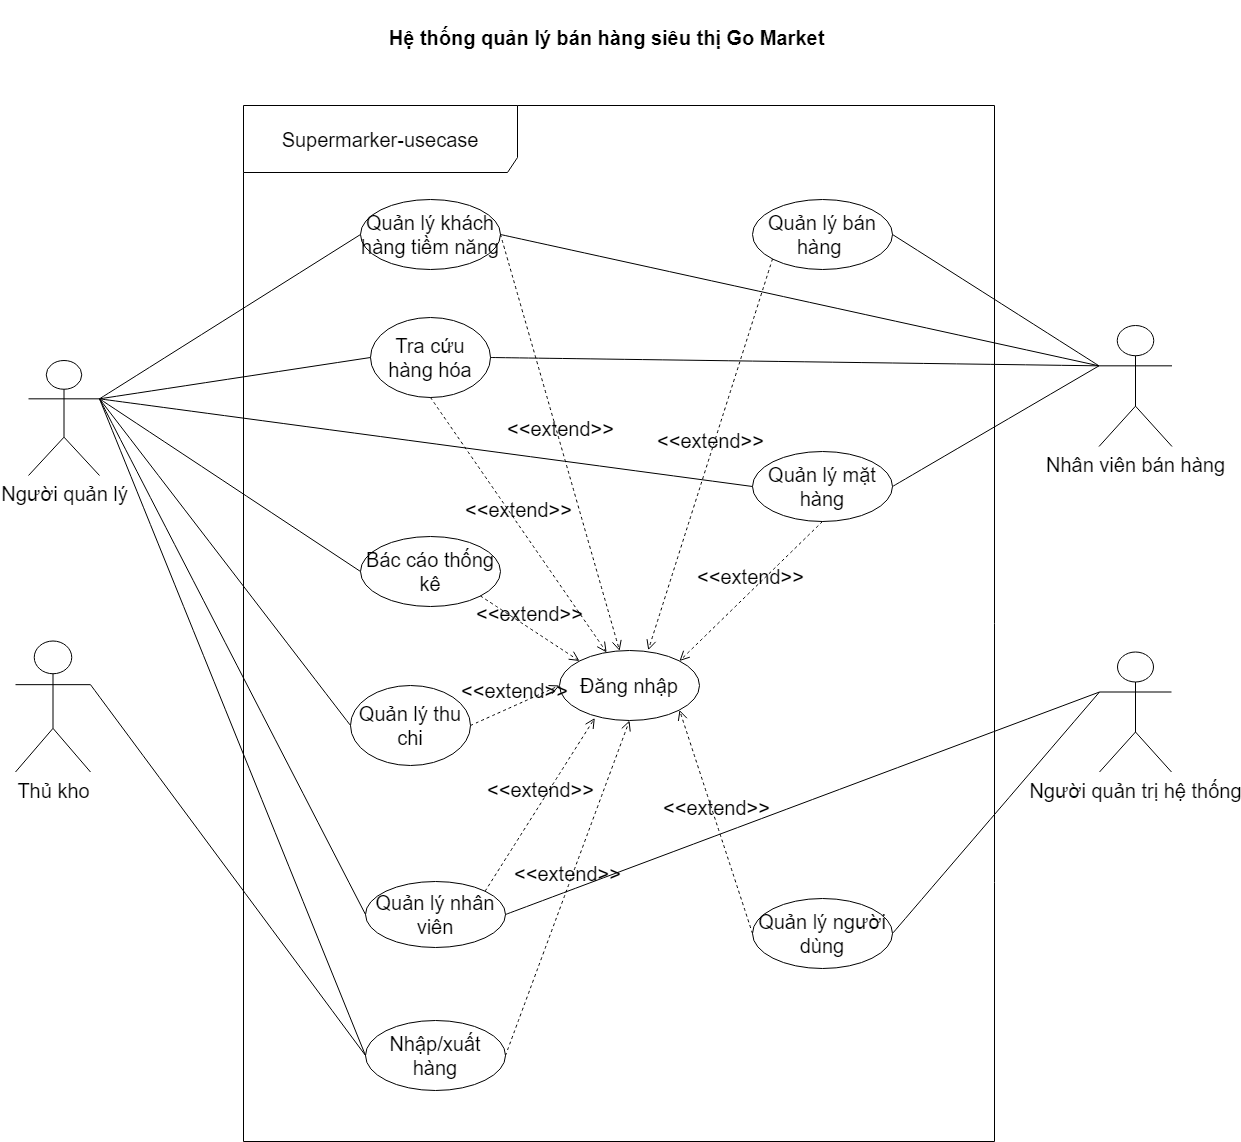 Hệ thống quản lý bán hàng siêu thị Go Market
Supermarker-usecase
Quản lý khách
hàng tiềm năng
Quản lý bán
hàng
Tra cứu
hàng hóa
<<extend>>
<<extend>>
Nhân viên bán hàng
Người quản lý
Quản lý mặt
hàng
<<extend>>
Bác cáo thống
kê
<<extend>>
<<extend>>
Đăng nhập
<<extend>>
Quản lý thu
chi
Thủ kho
Người quản trị hệ thống
<<extend>>
<<extend>>
<<extend>>
Quản lý nhân
viên
Quản lý người
dùng
Nhập/xuất
hàng